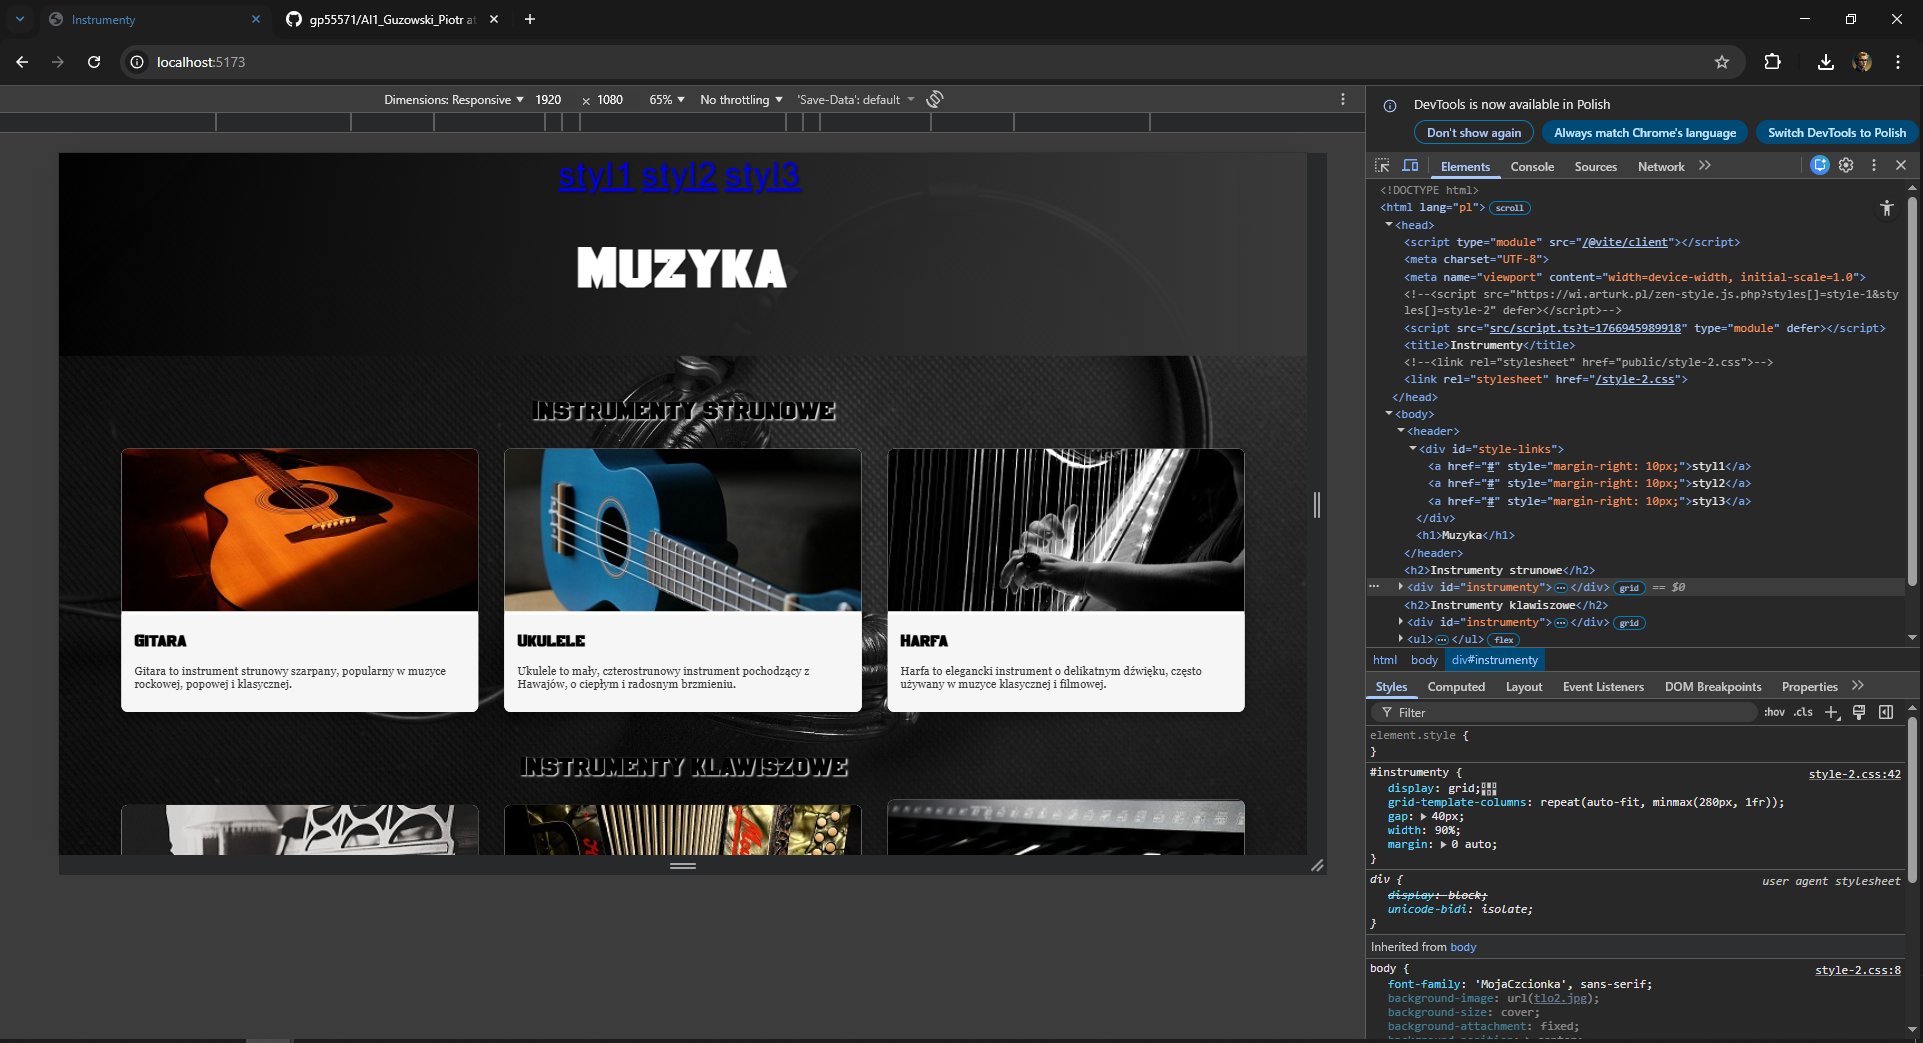 Instrumenty
gp55571/AI1_Guzowski_Piotr at
localhost:5173
Dimensions: Responsive 1920 x 1080 65% No throttling 'Save-Data': default
styl1 styl2 styl3
Muzyka
Instrumenty strunowe
Gitara
Gitara to instrument strunowy szarpany, popularny w muzyce
rockowej, popowej i klasycznej.
Ukulele
Ukulele to mały, czterostrunowy instrument pochodzący z
Hawajów, o ciepłym i radosnym brzmieniu.
Harfa
Harfa to elegancki instrument o delikatnym dźwięku, często
używany w muzyce klasycznej i filmowej.
Instrumenty klawiszowe
DevTools is now available in Polish
Don't show again Always match Chrome's language Switch DevTools to Polish
Elements Console Sources Network
<!DOCTYPE html>
<html lang="pl"> scroll
<head>
<script type="module" src="/@vite/client"></script>
<meta charset="UTF-8">
<meta name="viewport" content="width=device-width, initial-scale=1.0">
<!--<script src="https://wi.arturk.pl/zen-style.js.php?styles[]=style-1&sty
les[]=style-2" defer></script>-->
<script src="src/script.ts?t=1766945989918" type="module" defer></script>
<title>Instrumenty</title>
<!--<link rel="stylesheet" href="public/style-2.css">-->
<link rel="stylesheet" href="/style-2.css">
</head>
<body>
<header>
<div id="style-links">
<a href="#" style="margin-right: 10px;">styl1</a>
<a href="#" style="margin-right: 10px;">styl2</a>
<a href="#" style="margin-right: 10px;">styl3</a>
</div>
<h1>Muzyka</h1>
</header>
<h2>Instrumenty strunowe</h2>
<div id="instrumenty">…</div> grid == $0
<h2>Instrumenty klawiszowe</h2>
<div id="instrumenty">…</div> grid
<ul>…</ul> flex
html body div#instrumenty
Styles Computed Layout Event Listeners DOM Breakpoints Properties
Filter :hov .cls
element.style {
}
#instrumenty { style-2.css:42
display: grid;
grid-template-columns: repeat(auto-fit, minmax(280px, 1fr));
gap: 40px;
width: 90%;
margin: 0 auto;
}
div { user agent stylesheet
display: block;
unicode-bidi: isolate;
}
Inherited from body
body { style-2.css:8
font-family: 'MojaCzcionka', sans-serif;
background-image: url(tlo2.jpg);
background-size: cover;
background-attachment: fixed;